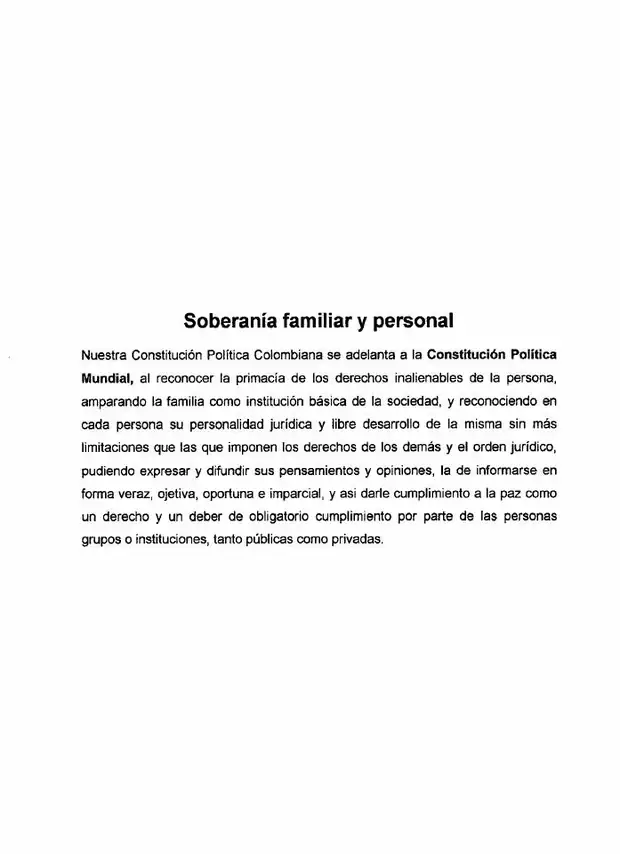 Soberanía familiar y personal
Nuestra Constitución Política Colombiana se adelanta a la Constitución Política
Mundial, al reconocer la primacía de los derechos inalienables de la persona,
amparando la familia como institución básica de la sociedad, y reconociendo en
cada persona su personalidad jurídica y libre desarrollo de la misma sin más
limitaciones que las que imponen los derechos de los demás y el orden jurídico,
pudiendo expresar y difundir sus pensamientos y opiniones, la de informarse en
forma veraz, ojetiva, oportuna e imparcial, y asi darle cumplimiento a la paz como
un derecho y un deber de obligatorio cumplimiento por parte de las personas
grupos o instituciones, tanto públicas como privadas.